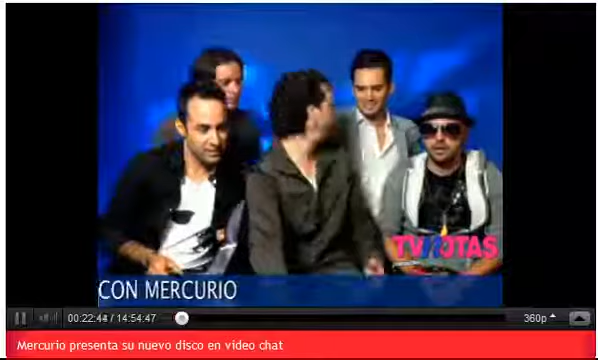 TVNOTAS
CON MERCURIO
00:22:44 / 14:54:47
360p
Mercurio presenta su nuevo disco en video chat